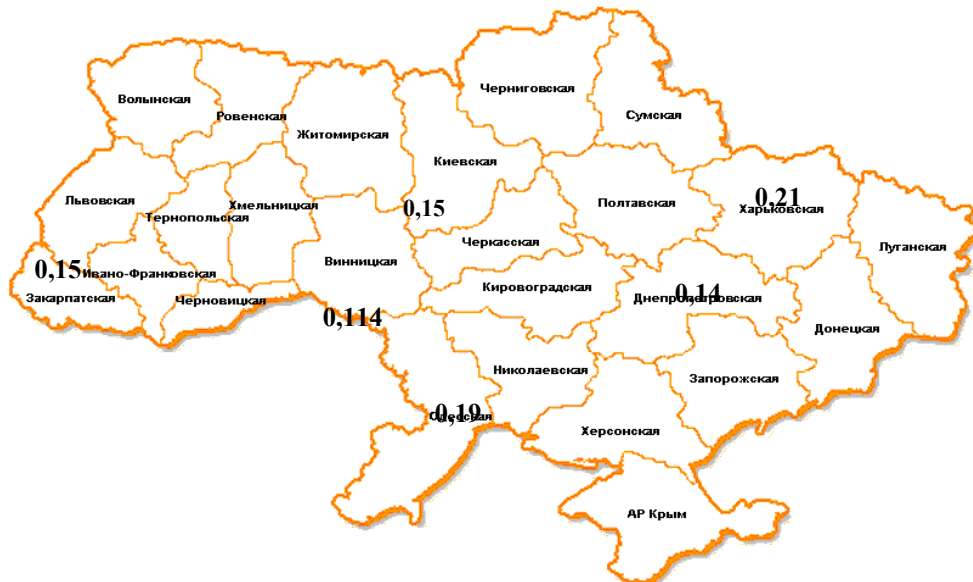 Черниговская
Волынская
Ровенская
Сумская
Житомирская
Киевская
Львовская
Тернопольская
Хмельницкая
0,15
Полтавская
0,21
Харьковская
Луганская
Черкасская
0,15
Ивано-Франковская
Винницкая
Закарпатская
Черновицкая
Кировоградская
0,14
Днепропетровская
0,114
Донецкая
Николаевская
Запорожская
0,19
Одесская
Херсонская
АР Крым